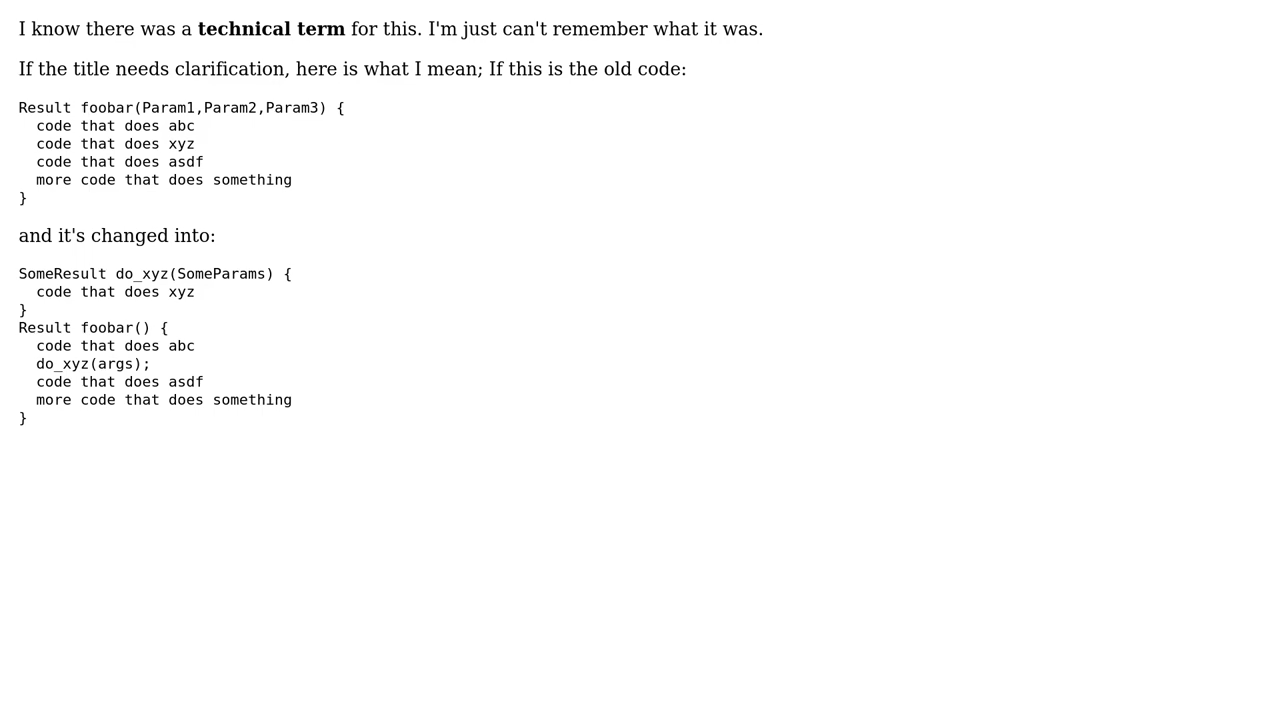 I know there was a technical term for this. I'm just can't remember what it was.
If the title needs clarification, here is what I mean; If this is the old code:
Result foobar(Param1,Param2,Param3) {
  code that does abc
  code that does xyz
  code that does asdf
  more code that does something
}
and it's changed into:
SomeResult do_xyz(SomeParams) {
  code that does xyz
}
Result foobar() {
  code that does abc
  do_xyz(args);
  code that does asdf
  more code that does something
}